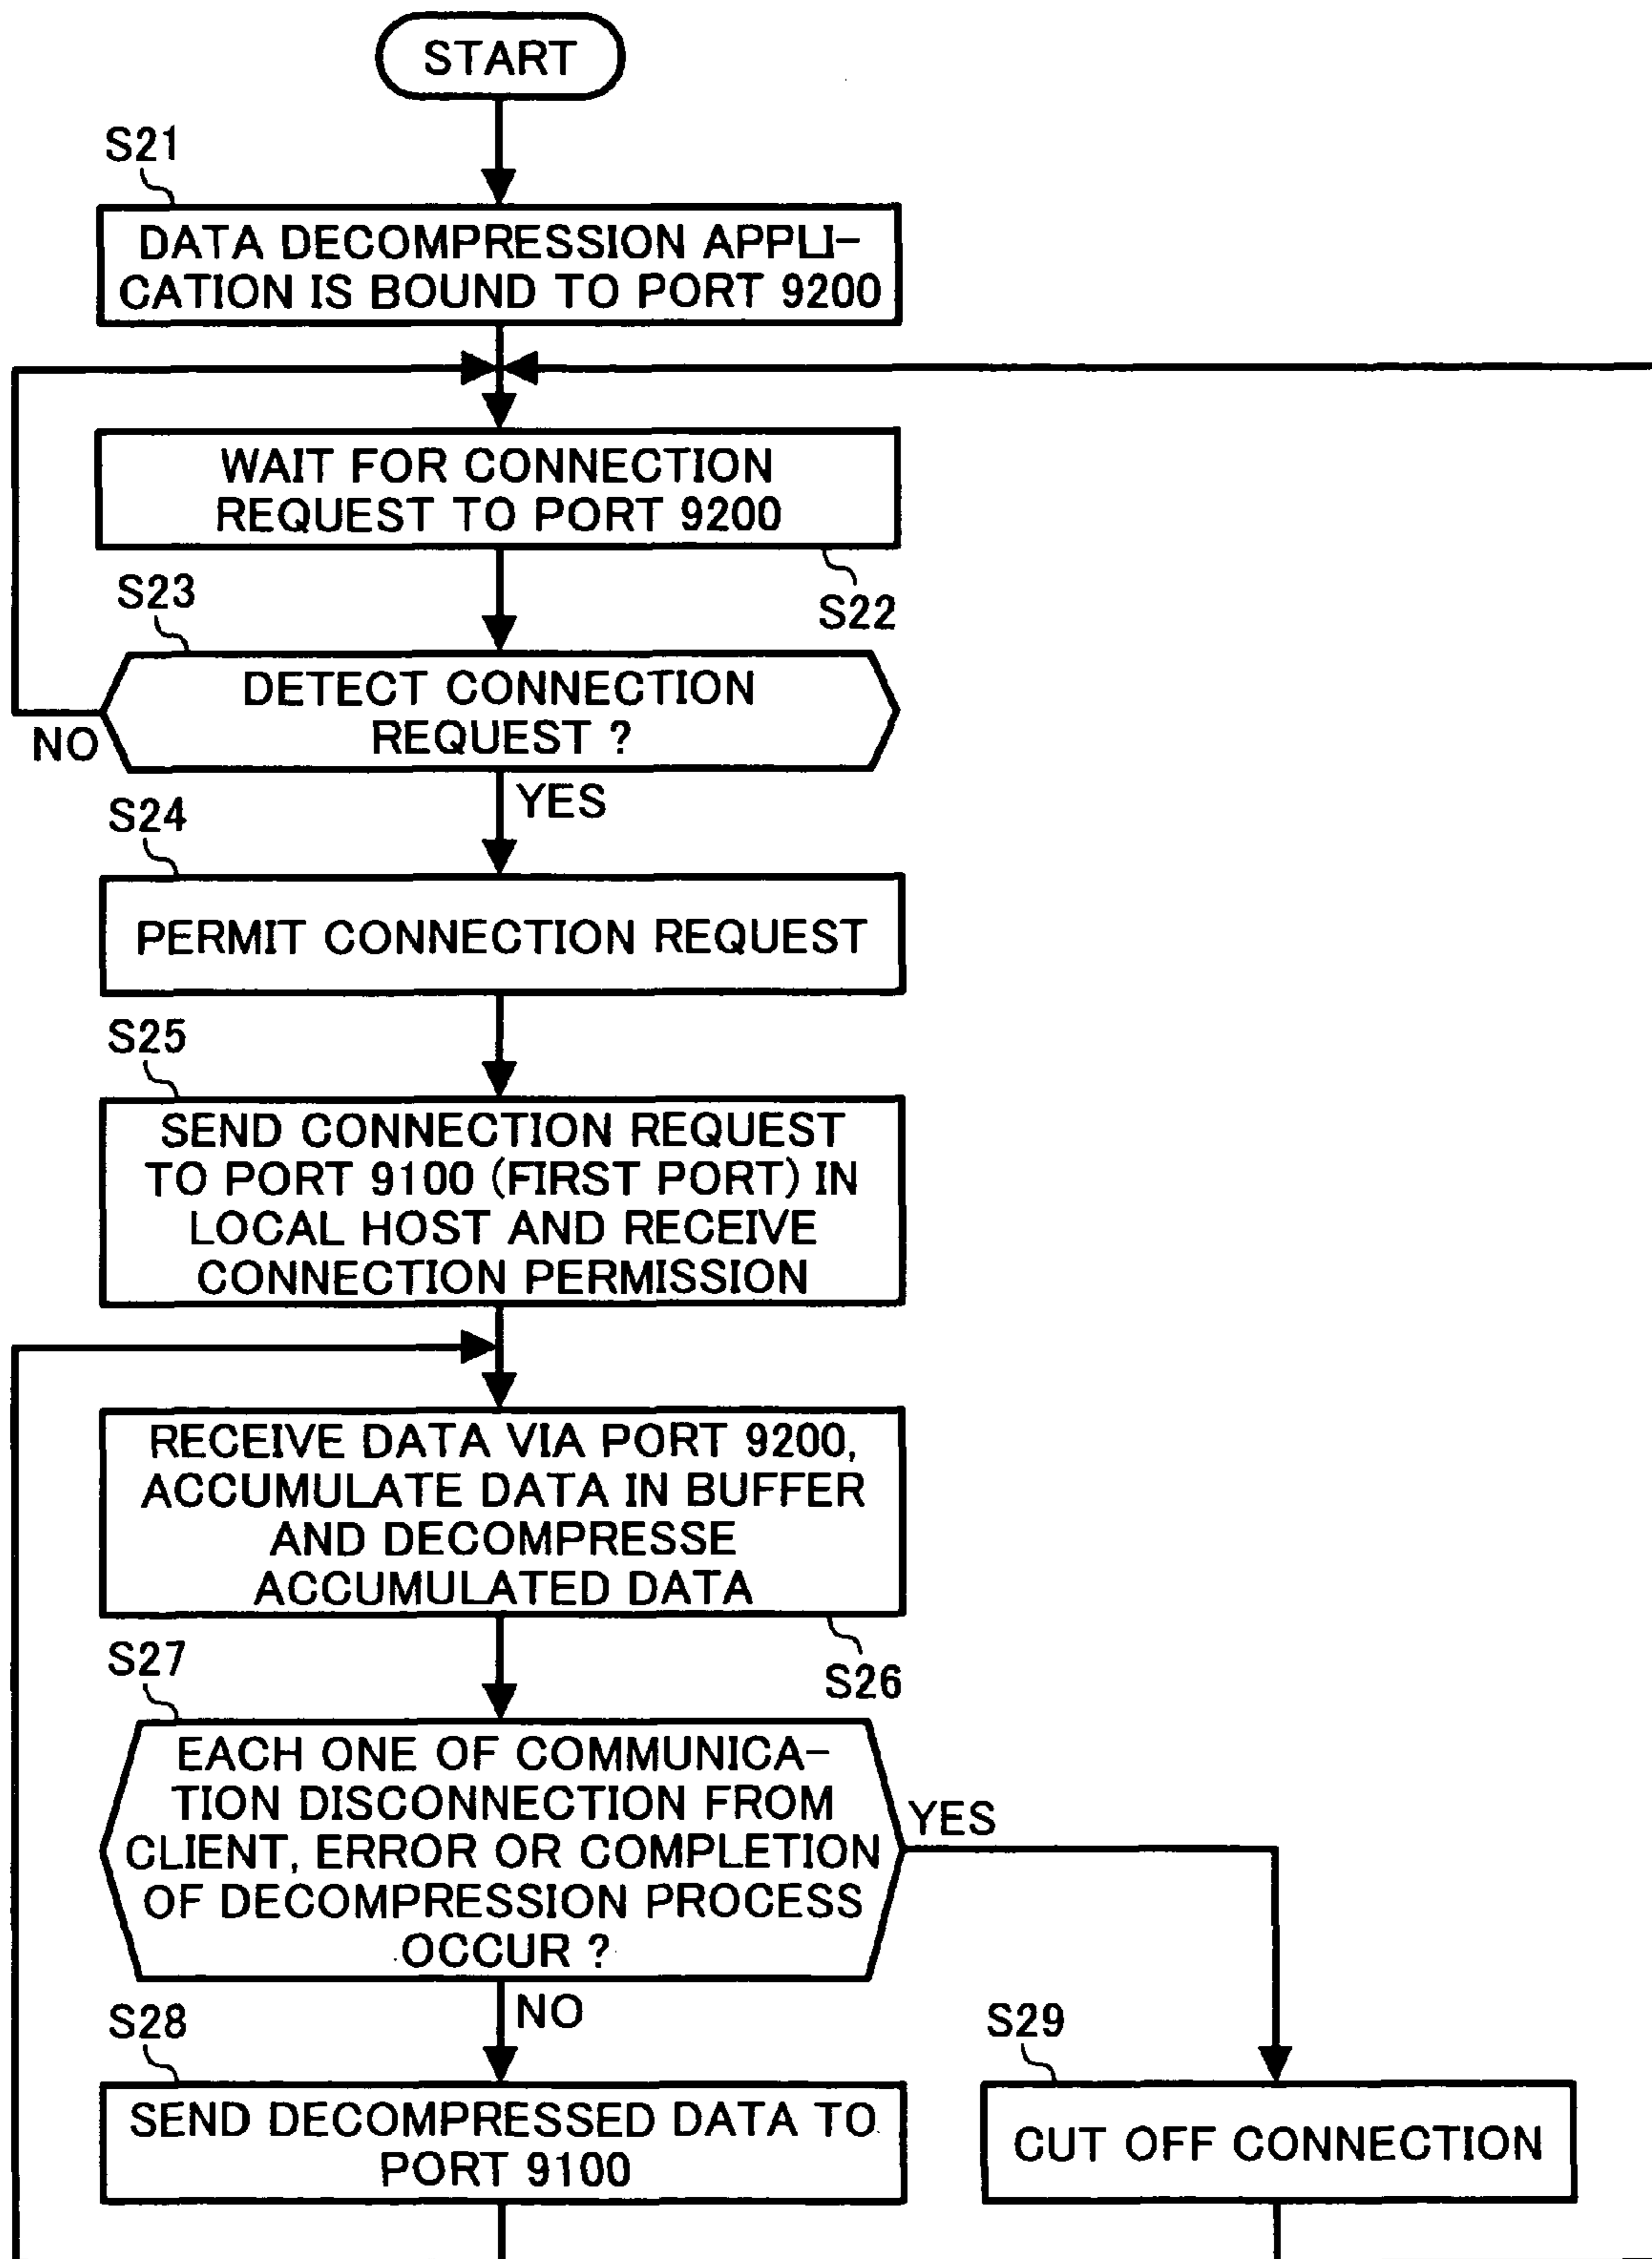 START
S21
DATA DECOMPRESSION APPLI-
CATION IS BOUND TO PORT 9200
WAIT FOR CONNECTION
REQUEST TO PORT 9200
S22
S23
DETECT CONNECTION
REQUEST ?
NO
YES
S24
PERMIT CONNECTION REQUEST
S25
SEND CONNECTION REQUEST
TO PORT 9100 (FIRST PORT) IN
LOCAL HOST AND RECEIVE
CONNECTION PERMISSION
RECEIVE DATA VIA PORT 9200,
ACCUMULATE DATA IN BUFFER
AND DECOMPRESSE
ACCUMULATED DATA
S26
S27
EACH ONE OF COMMUNICA-
TION DISCONNECTION FROM
CLIENT, ERROR OR COMPLETION
OF DECOMPRESSION PROCESS
OCCUR ?
YES
NO
S28
SEND DECOMPRESSED DATA TO
PORT 9100
S29
CUT OFF CONNECTION